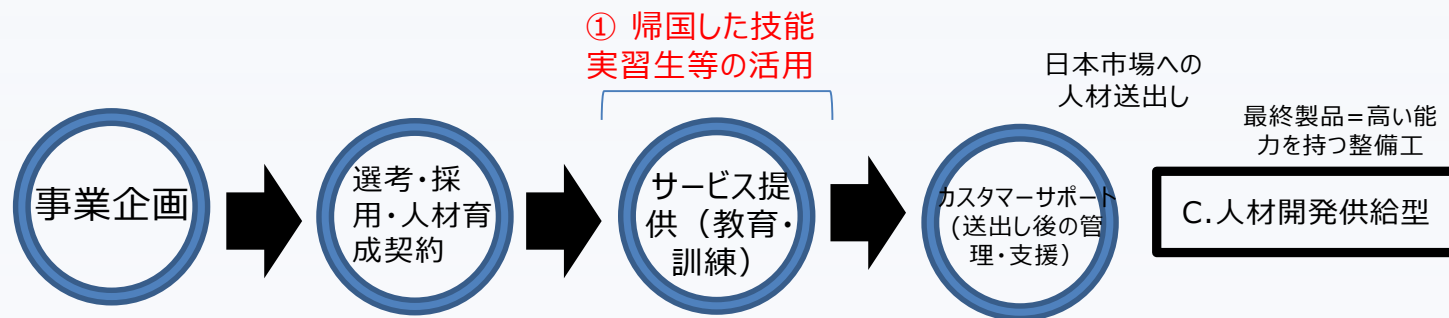 ① 帰国した技能
実習生等の活用
日本市場への
人材送出し
最終製品=高い能
力を持つ整備工
事業企画
選考・採
用・人材育
成契約
サービス提
供（教育・
訓練）
カスタマーサポート
(送出し後の管
理・支援）
C.人材開発供給型